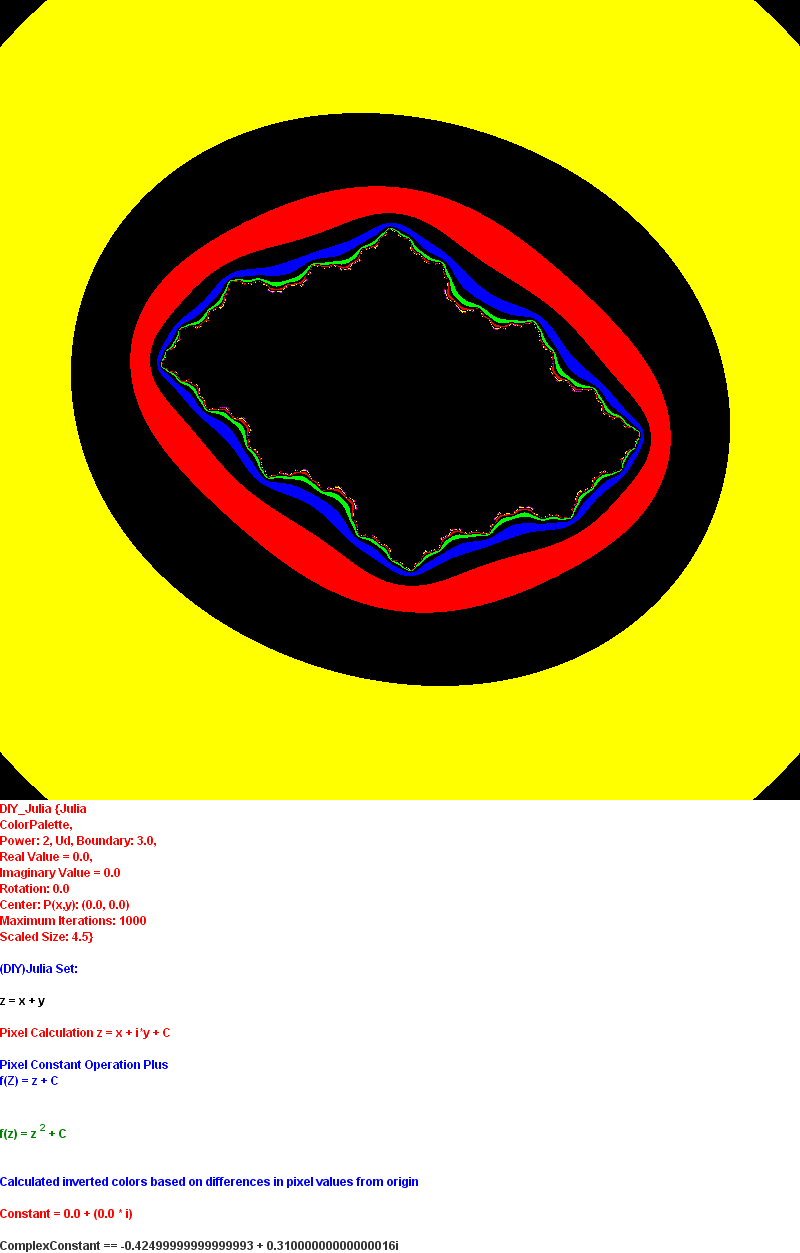 DIY_Julia {Julia
ColorPalette,
Power: 2, Ud, Boundary: 3.0,
Real Value = 0.0,
Imaginary Value = 0.0
Rotation: 0.0
Center: P(x,y): (0.0, 0.0)
Maximum Iterations: 1000
Scaled Size: 4.5}
(DIY)Julia Set:
z = x + y
Pixel Calculation z = x + i*y + C
Pixel Constant Operation Plus
f(Z) = z + C
f(z) = z 2 + C
Calculated inverted colors based on differences in pixel values from origin
Constant = 0.0 + (0.0 * i)
ComplexConstant == -0.42499999999999993 + 0.31000000000000016i